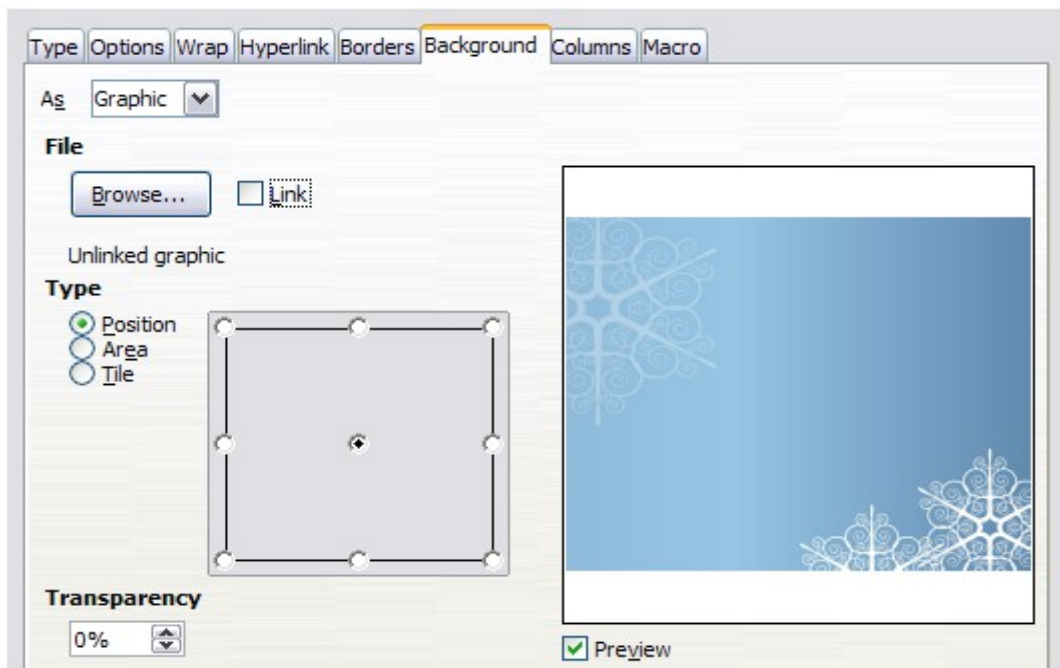 Type Options Wrap Hyperlink Borders Background Columns Macro
As Graphic
File
Browse... Link
Unlinked graphic
Type
Position
Area
Tile
Transparency
0%
Preview